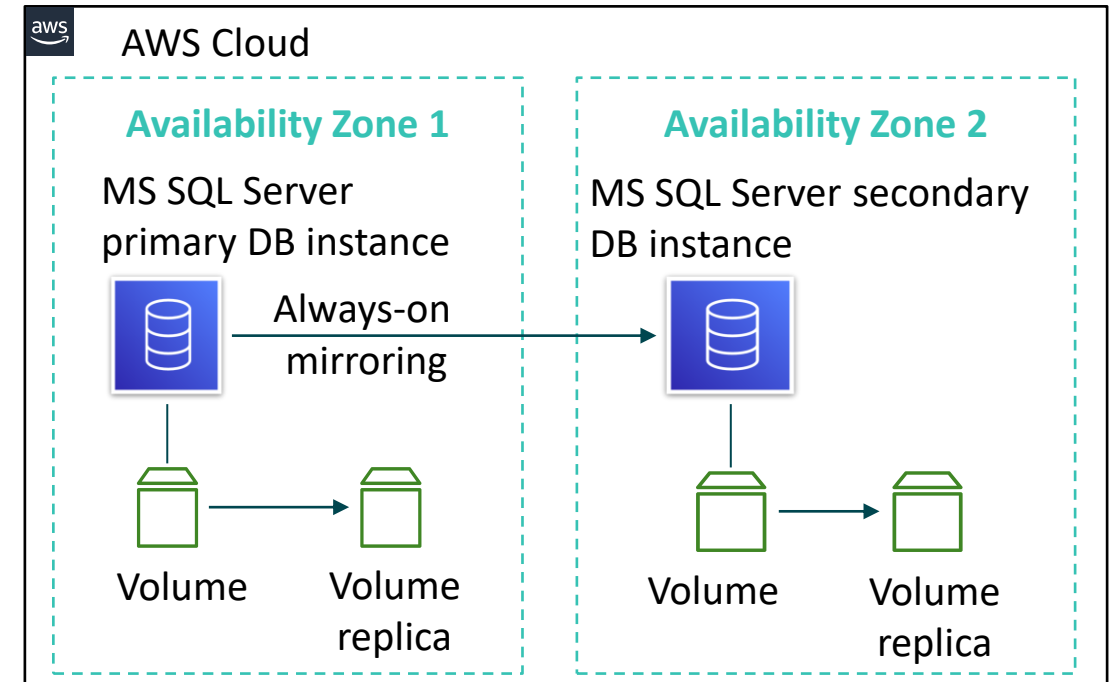 aws
AWS Cloud
Availability Zone 1
MS SQL Server
primary DB instance
Always-on
mirroring
Volume
Volume
replica
Availability Zone 2
MS SQL Server secondary
DB instance
Volume
Volume
replica